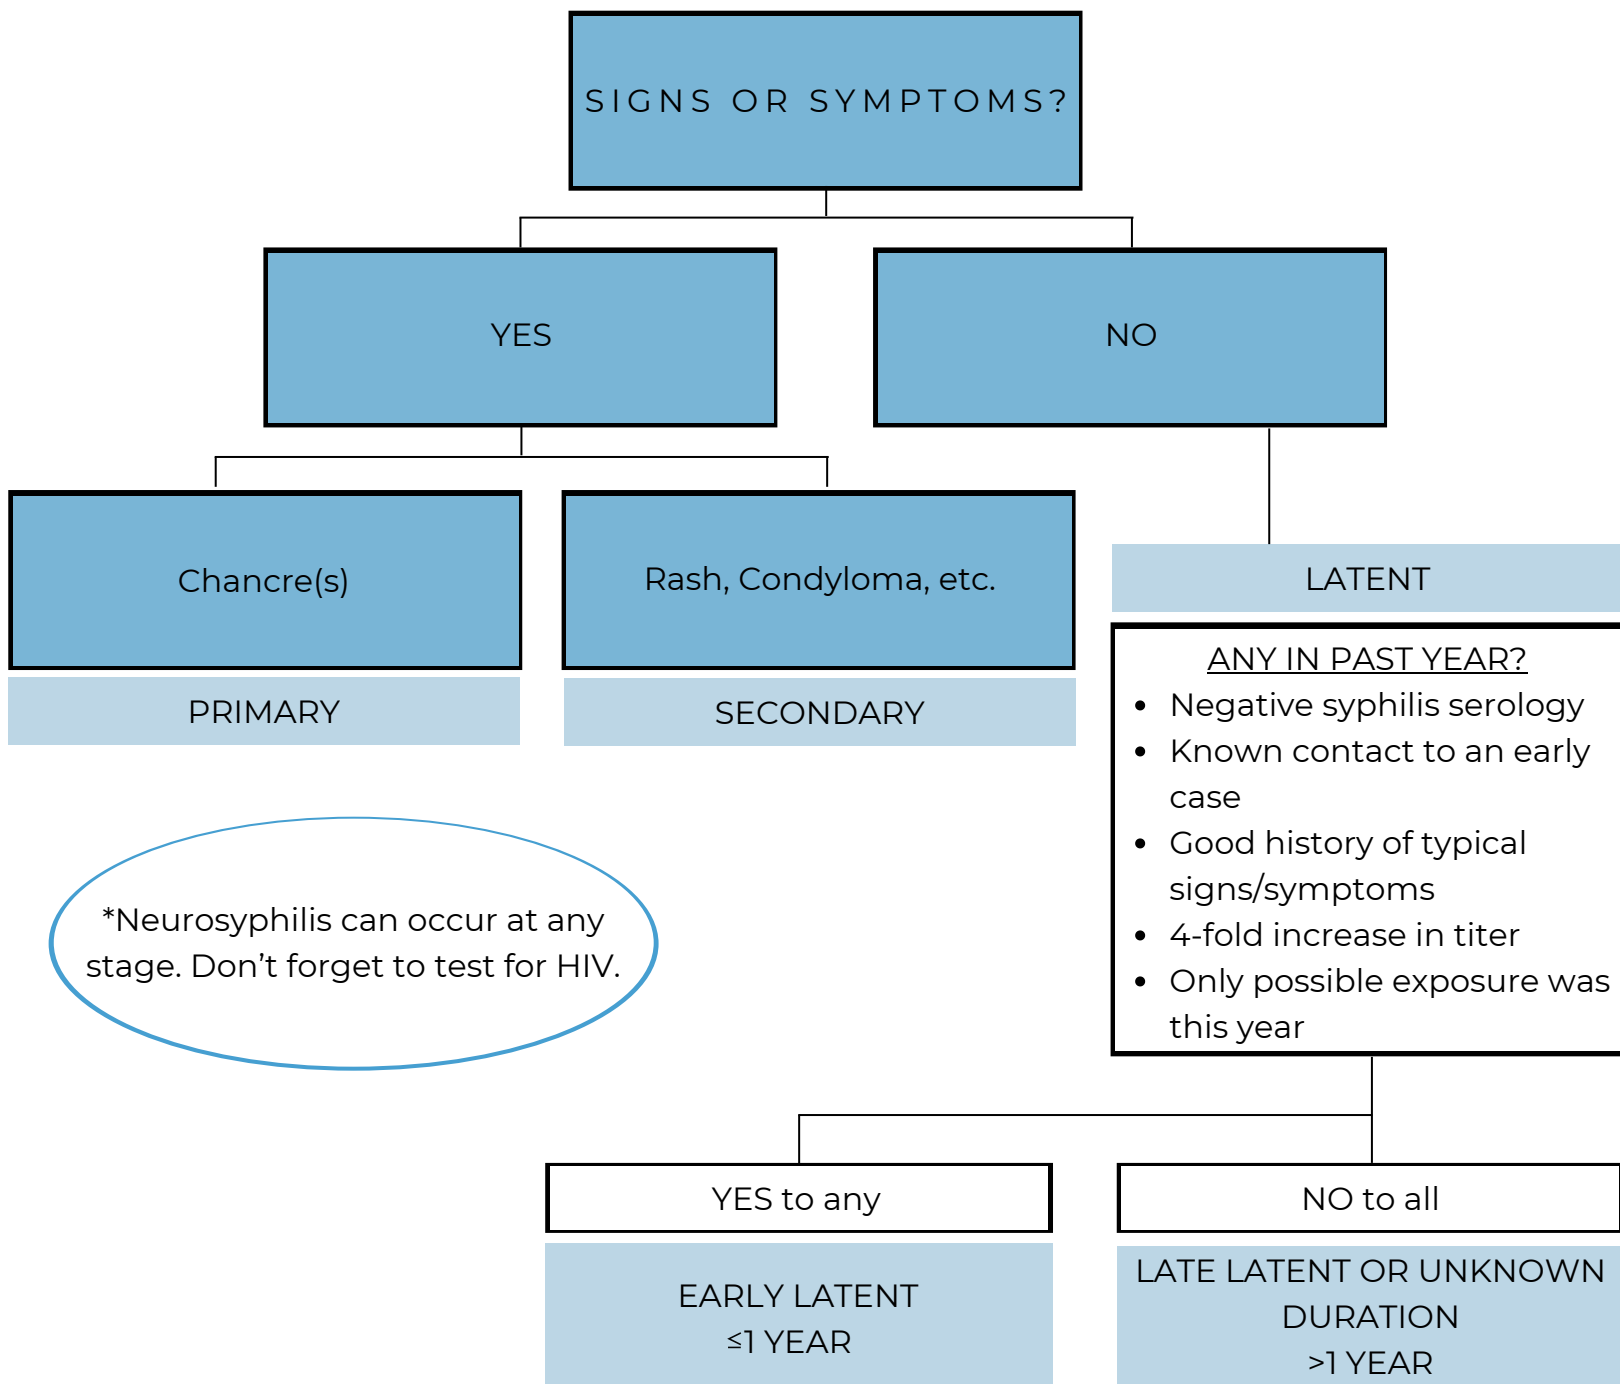 SIGNS OR SYMPTOMS?
YES
NO
Chancre(s)
Rash, Condyloma, etc.
PRIMARY
SECONDARY
LATENT
ANY IN PAST YEAR?
• Negative syphilis serology
• Known contact to an early
case
• Good history of typical
signs/symptoms
• 4-fold increase in titer
• Only possible exposure was
this year
*Neurosyphilis can occur at any
stage. Don’t forget to test for HIV.
YES to any
NO to all
EARLY LATENT
≤1 YEAR
LATE LATENT OR UNKNOWN
DURATION
>1 YEAR